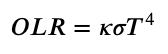 OLR = κσT⁴